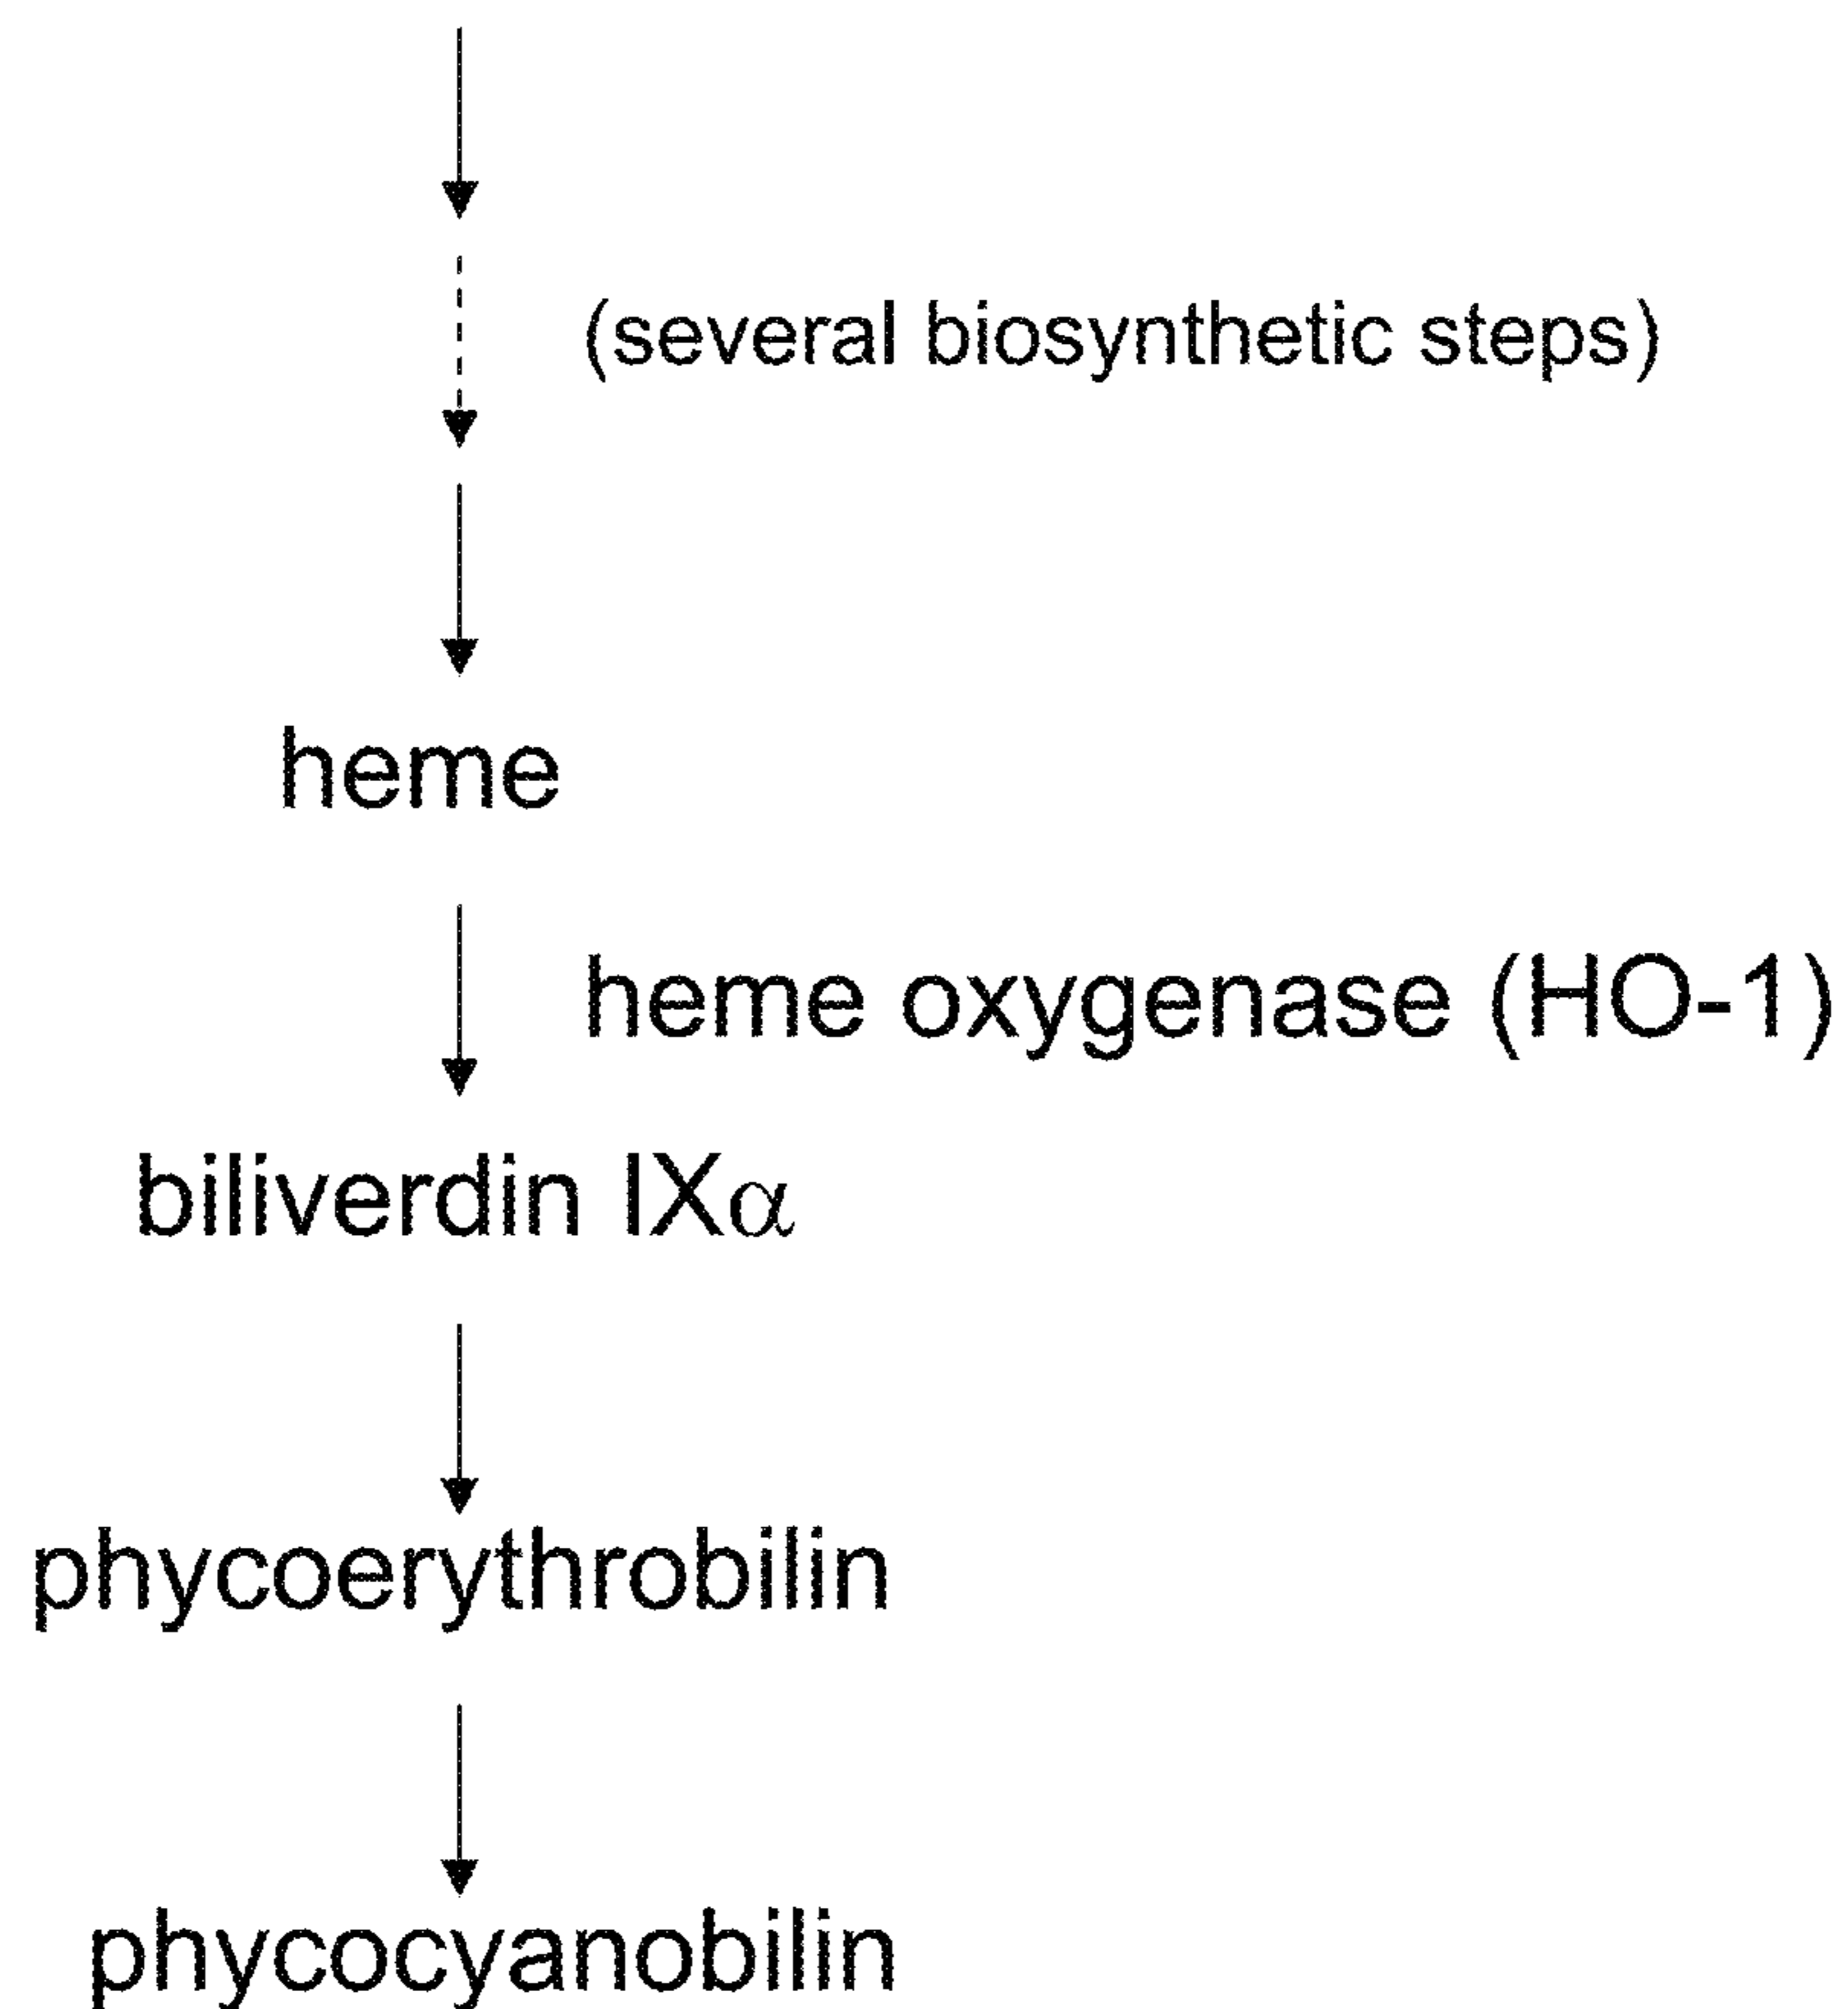 (several biosynthetic steps)
heme
heme oxygenase (HO-1)
biliverdin IXα
phycoerythrobilin
phycocyanobilin